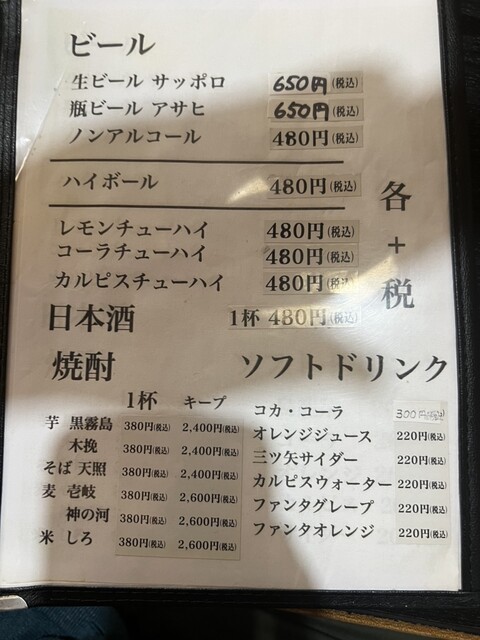 ビール
生ビール サッポロ 650円(税込)
瓶ビール アサヒ 650円(税込)
ノンアルコール 480円(税込)
ハイボール 480円(税込)
各+税
レモンチューハイ 480円(税込)
コーラチューハイ 480円(税込)
カルピスチューハイ 480円(税込)
日本酒 1杯 480円(税込)
焼酎
1杯 キープ
芋 黒霧島 380円(税込) 2,400円(税込)
木挽 380円(税込) 2,400円(税込)
そば 天照 380円(税込) 2,400円(税込)
麦 壱岐 380円(税込) 2,600円(税込)
神の河 380円(税込) 2,600円(税込)
米 しろ 380円(税込) 2,600円(税込)
ソフトドリンク
コカ・コーラ 300円(税込)
オレンジジュース 220円(税込)
三ツ矢サイダー 220円(税込)
カルピスウォーター 220円(税込)
ファンタグレープ 220円(税込)
ファンタオレンジ 220円(税込)